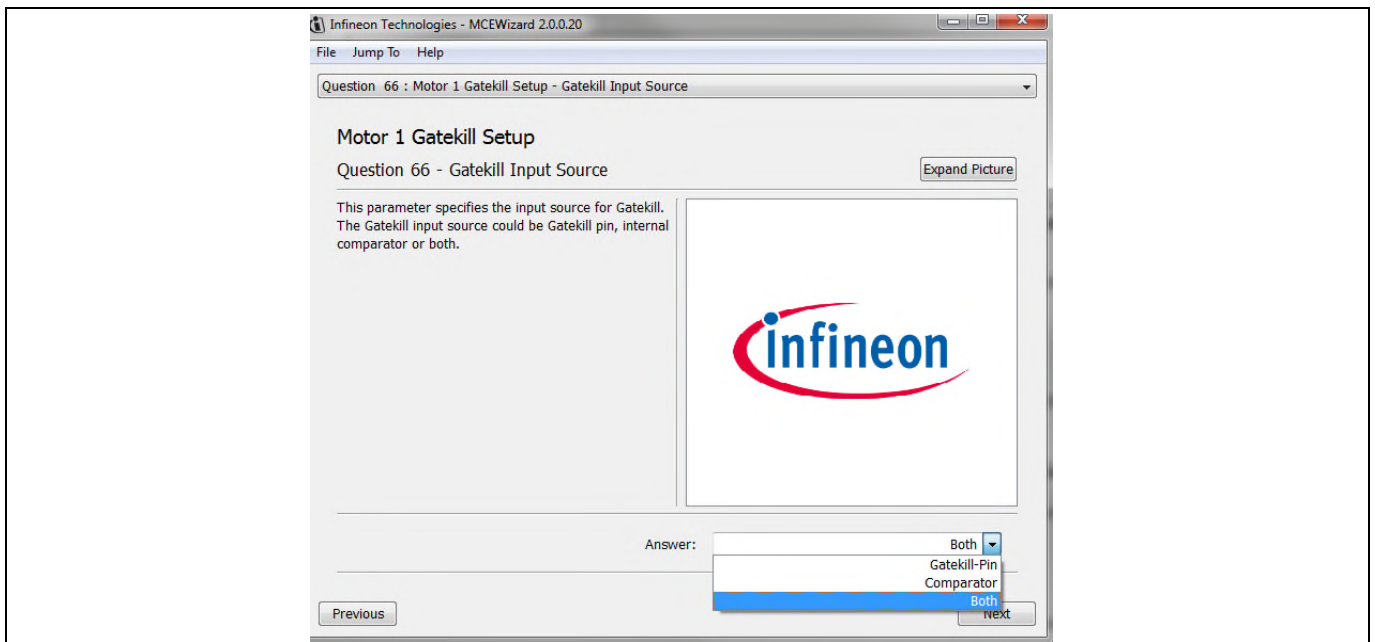 Infineon Technologies - MCEWizard 2.0.0.20
File Jump To Help
Question 66 : Motor 1 Gatekill Setup - Gatekill Input Source
Motor 1 Gatekill Setup
Question 66 - Gatekill Input Source
Expand Picture
This parameter specifies the input source for Gatekill.
The Gatekill input source could be Gatekill pin, internal
comparator or both.
infineon
Answer:
Both
Gatekill-Pin
Comparator
Both
Previous
Next